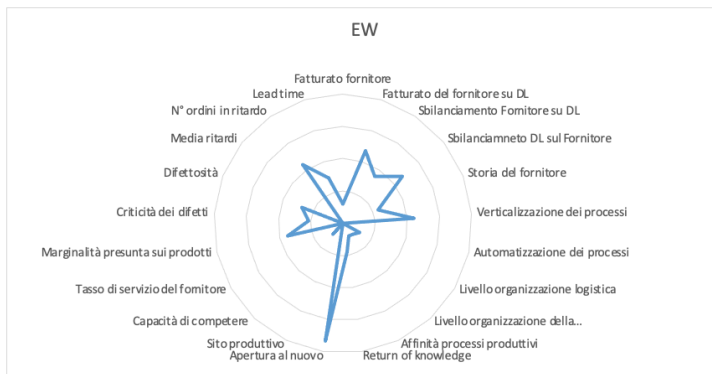 EW
Fatturato fornitore
Fatturato del fornitore su DL
Sbilanciamento Fornitore su DL
Sbilanciamneto DL sul Fornitore
Storia del fornitore
Verticalizzazione dei processi
Automatizzazione dei processi
Livello organizzazione logistica
Livello organizzazione della...
Affinità processi produttivi
Return of knowledge
Apertura al nuovo
Sito produttivo
Capacità di competere
Tasso di servizio del fornitore
Marginalità presunta sui prodotti
Criticità dei difetti
Difettosità
Media ritardi
N° ordini in ritardo
Lead time